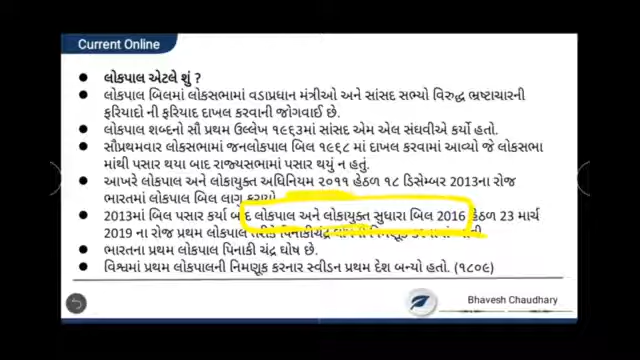 Current Online
લોકપાલ એટલે શું ?
લોકપાલ બિલમાં લોકસભામાં વડાપ્રધાન મંત્રીઓ અને સાંસદ સભ્યો વિરુદ્ધ ભ્રષ્ટાચારની
ફરિયાદો ની ફરિયાદ દાખલ કરવાની જોગવાઈ છે.
લોકપાલ શબ્દનો સૌ પ્રથમ ઉલ્લેખ ૧૯૬૩માં સાંસદ એમ એલ સંઘવીએ કર્યો હતો.
સૌપ્રથમવાર લોકસભામાં જનલોકપાલ બિલ ૧૯૬૮ માં દાખલ કરવામાં આવ્યો જે લોકસભા
માંથી પસાર થયા બાદ રાજ્યસભામાં પસાર થયું ન હતું.
આખરે લોકપાલ અને લોકાયુક્ત અધિનિયમ ૨૦૧૧ હેઠળ ૧૮ ડિસેમ્બર 2013ના રોજ
ભારતમાં લોકપાલ બિલ લાગુ કરાયો
2013માં બિલ પસાર કર્યા બાદ લોકપાલ અને લોકાયુક્ત સુધારા બિલ 2016 હેઠળ 23 માર્ચ
2019 ના રોજ પ્રથમ લોકપાલ તરીકે પિનાકીચંદ્ર
ભારતના પ્રથમ લોકપાલ પિનાકી ચંદ્ર ઘોષ છે.
વિશ્વમાં પ્રથમ લોકપાલની નિમણૂક કરનાર સ્વીડન પ્રથમ દેશ બન્યો હતો. (૧૮૦૯)
Bhavesh Chaudhary